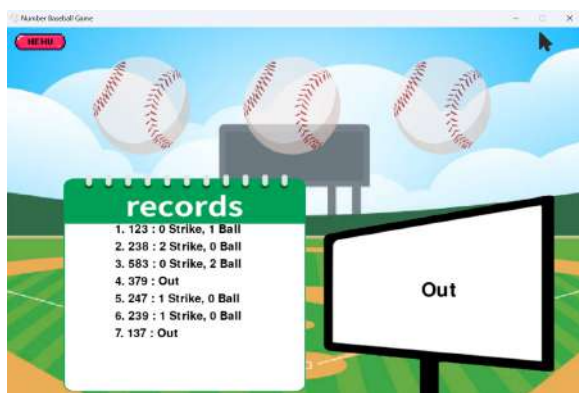 Number Baseball Game
MENU
records
1. 123 : 0 Strike, 1 Ball
2. 238 : 2 Strike, 0 Ball
3. 583 : 0 Strike, 2 Ball
4. 379 : Out
5. 247 : 1 Strike, 0 Ball
6. 239 : 1 Strike, 0 Ball
7. 137 : Out
Out